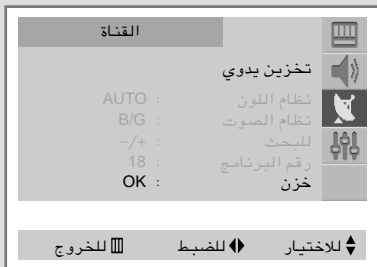 القناة
تخزين يدوي
نظام اللون : AUTO
نظام الصوت : B/G
للبحث : –/+
رقم البرنامج : 18
خزن : OK
للاختيار للضبط للخروج